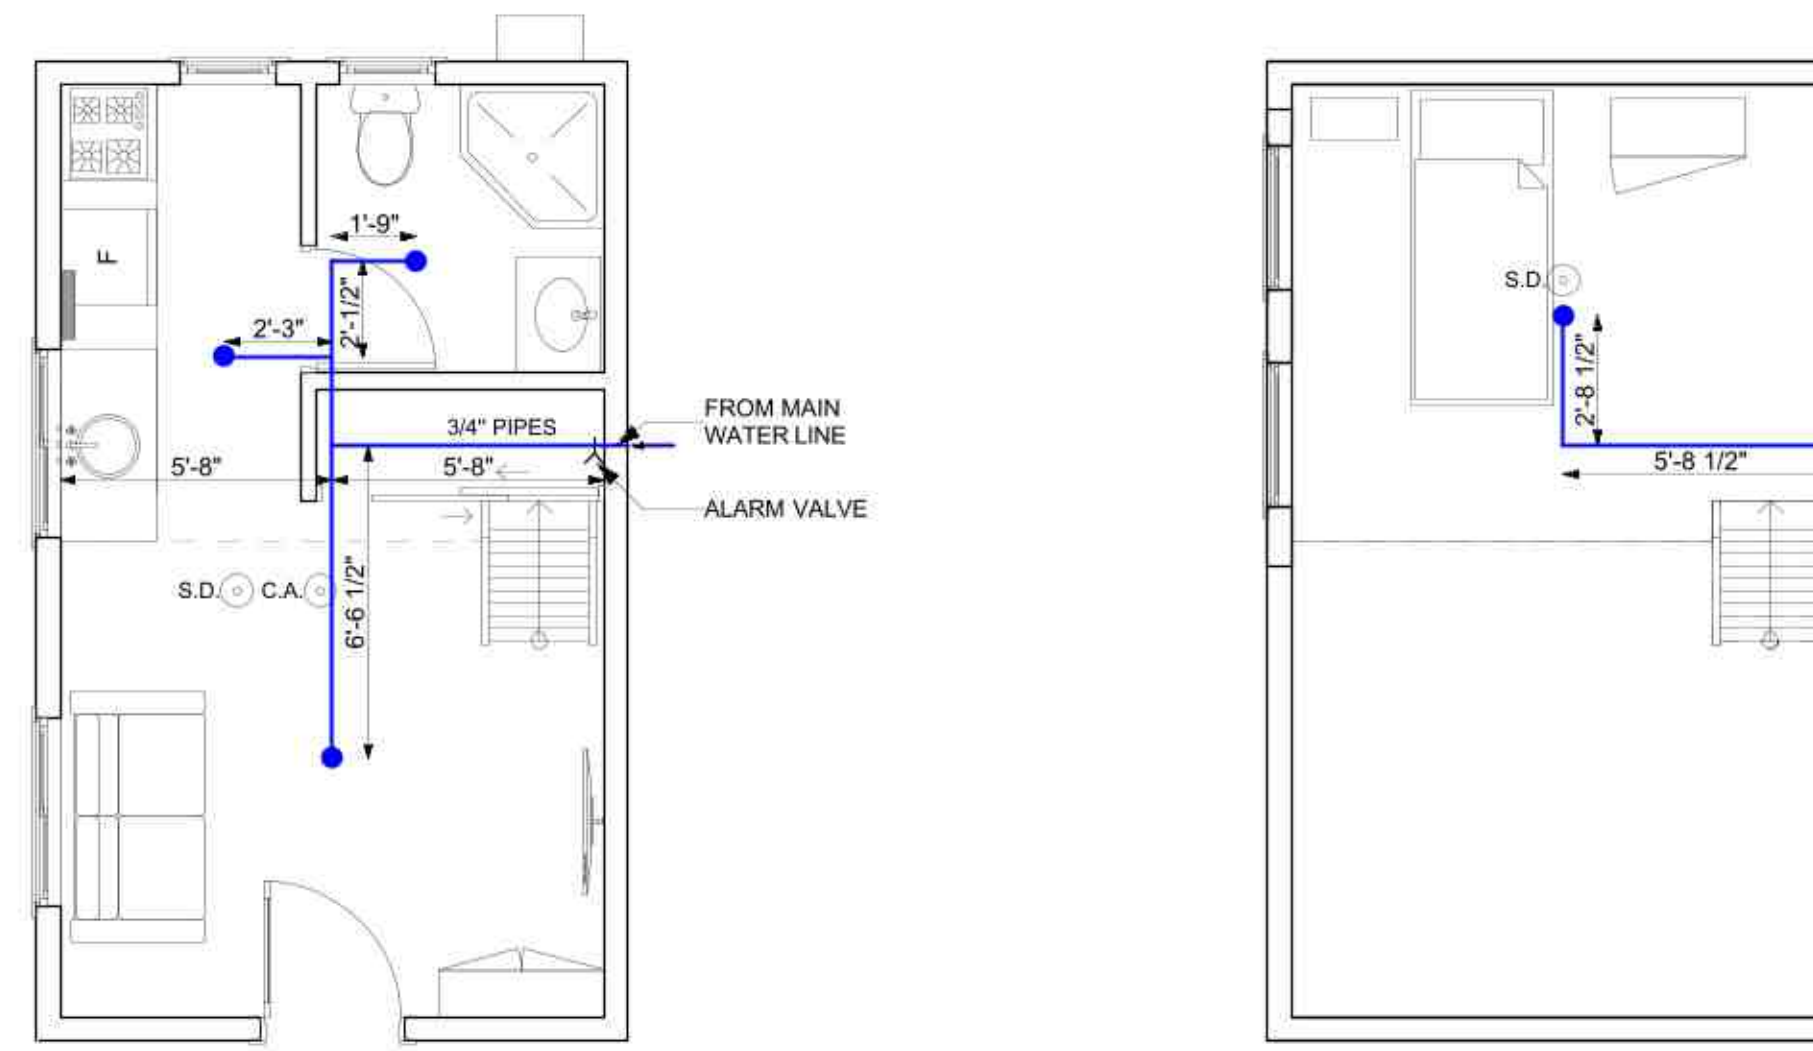 1'-9"
F
2'-3"
2'-1/2"
3/4" PIPES
FROM MAIN
WATER LINE
5'-8"
5'-8"
ALARM VALVE
S.D.
C.A.
6'-6 1/2"
S.D.
2'-8 1/2"
5'-8 1/2"